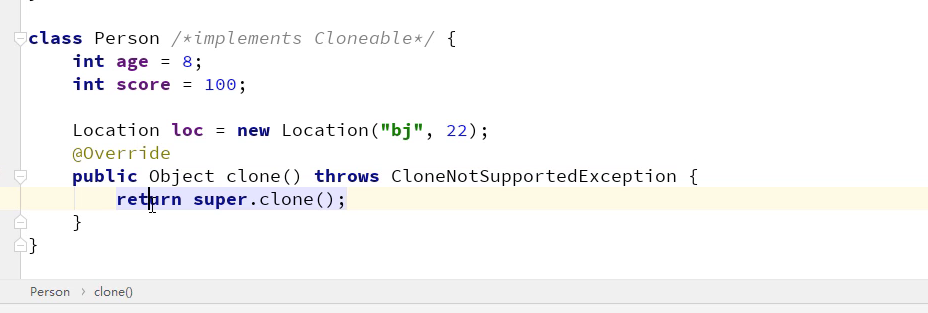 class Person /*implements Cloneable*/ {
int age = 8;
int score = 100;
Location loc = new Location("bj", 22);
@Override
public Object clone() throws CloneNotSupportedException {
return super.clone();
}
}
Person › clone()